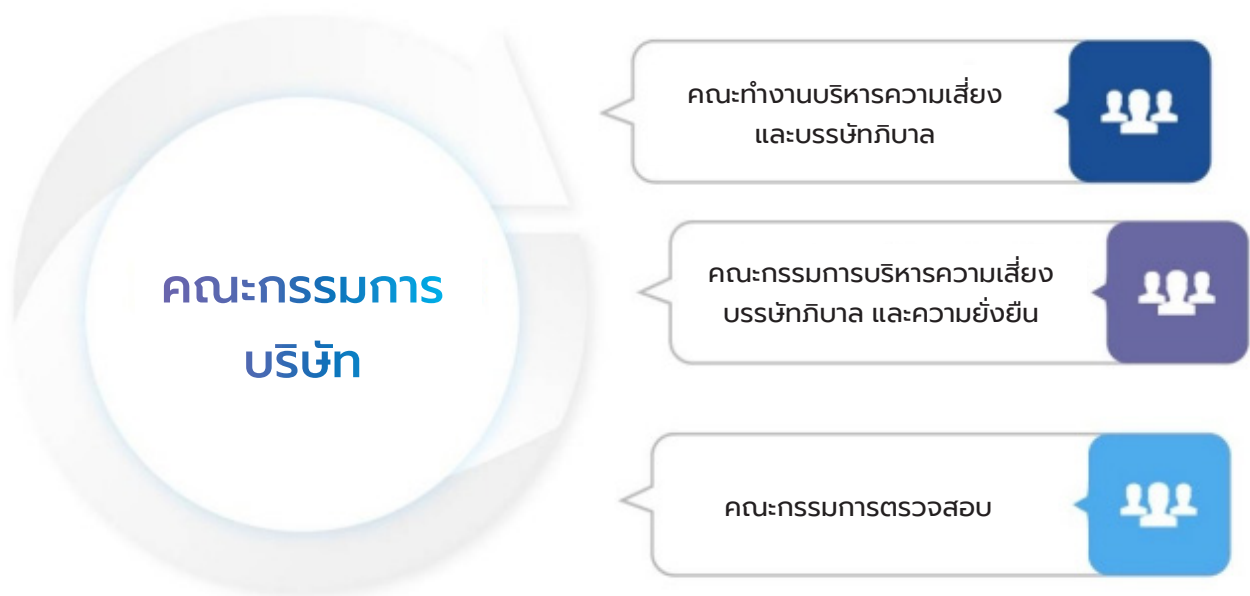 คณะกรรมการ
บริษัท
คณะทำงานบริหารความเสี่ยง
และบรรษัทภิบาล
คณะกรรมการบริหารความเสี่ยง
บรรษัทภิบาล และความยั่งยืน
คณะกรรมการตรวจสอบ